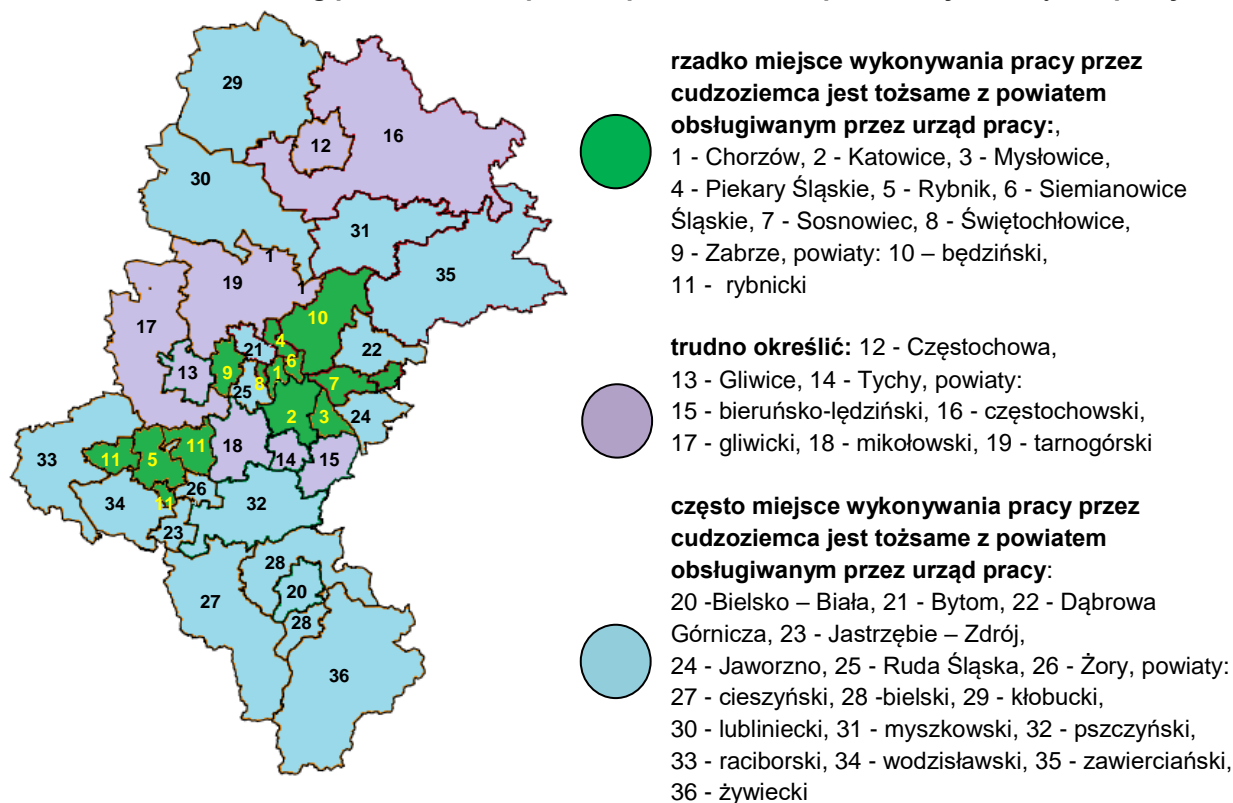 rzadko miejsce wykonywania pracy przez
cudzoziemca jest tożsame z powiatem
obsługiwanym przez urząd pracy:,
1 - Chorzów, 2 - Katowice, 3 - Mysłowice,
4 - Piekary Śląskie, 5 - Rybnik, 6 - Siemianowice
Śląskie, 7 - Sosnowiec, 8 - Świętochłowice,
9 - Zabrze, powiaty: 10 – będziński,
11 -  rybnicki
trudno określić: 12 - Częstochowa,
13 - Gliwice, 14 - Tychy, powiaty:
15 - bieruńsko-lędziński, 16 - częstochowski,
17 - gliwicki, 18 - mikołowski, 19 - tarnogórski
często miejsce wykonywania pracy przez
cudzoziemca jest tożsame z powiatem
obsługiwanym przez urząd pracy:
20 -Bielsko – Biała, 21 - Bytom, 22 - Dąbrowa
Górnicza, 23 - Jastrzębie – Zdrój,
24 - Jaworzno, 25 - Ruda Śląska, 26 - Żory, powiaty:
27 - cieszyński, 28 -bielski, 29 - kłobucki,
30 - lubliniecki, 31 - myszkowski, 32 - pszczyński,
33 - raciborski, 34 - wodzisławski, 35 - zawierciański,
36 - żywiecki
29
16
12
30
31
1
19
35
1
10
17
4
21
22
6
13
9
8
1
7
1
25
2
3
24
11
18
33
11
5
14
15
26
34
11
32
23
28
20
27
28
36